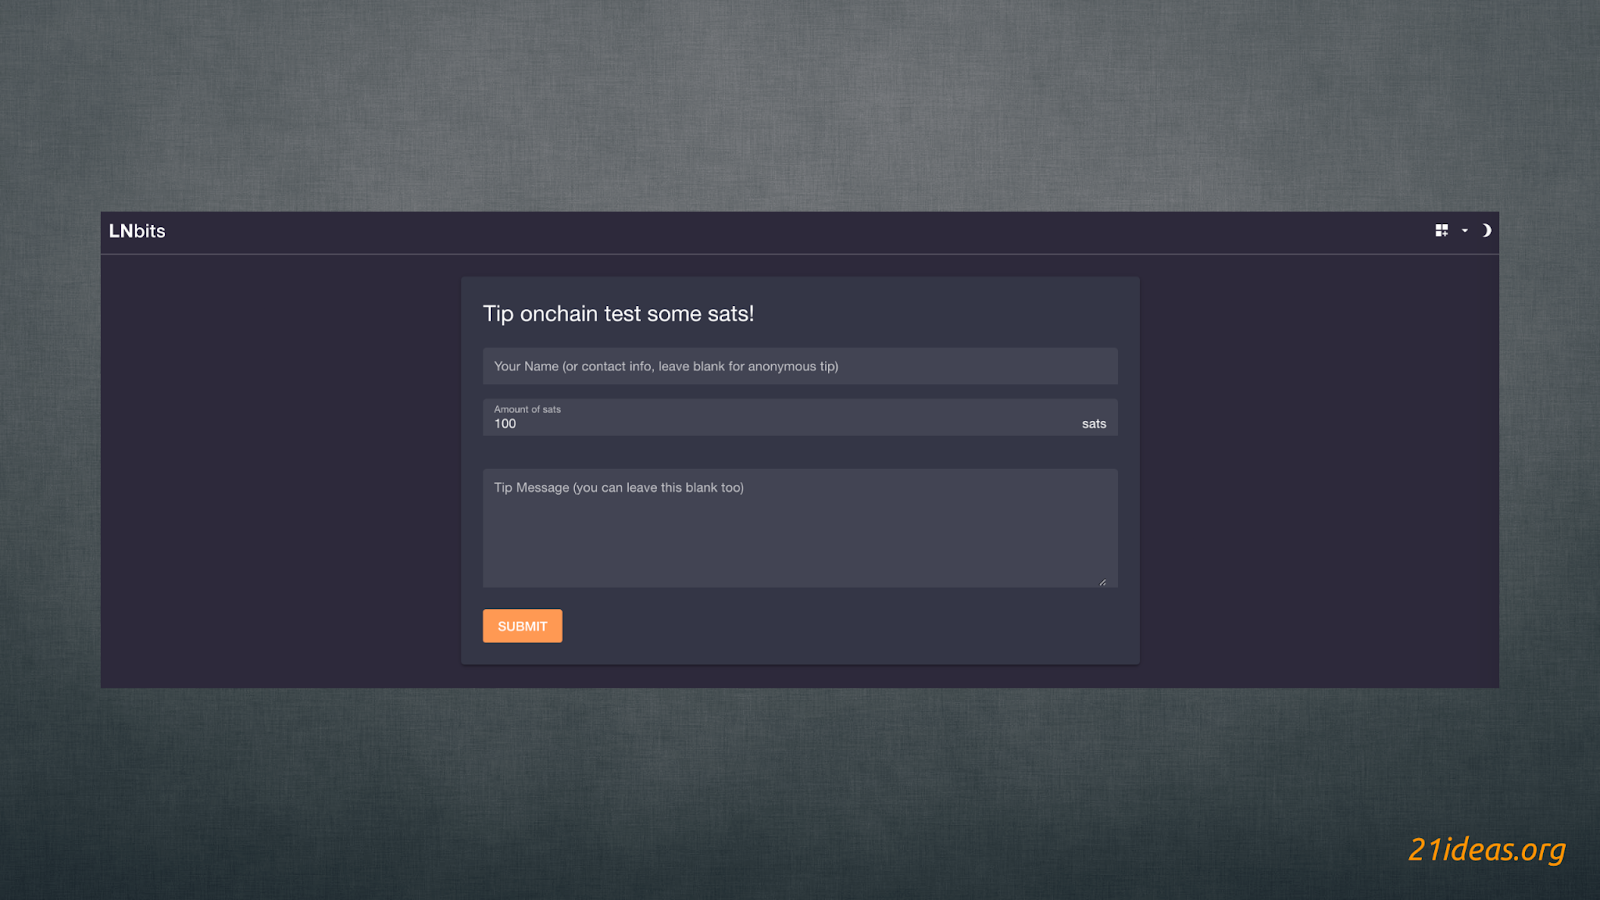 LNbits
Tip onchain test some sats!
Your Name (or contact info, leave blank for anonymous tip)
Amount of sats
100 sats
Tip Message (you can leave this blank too)
SUBMIT
21ideas.org